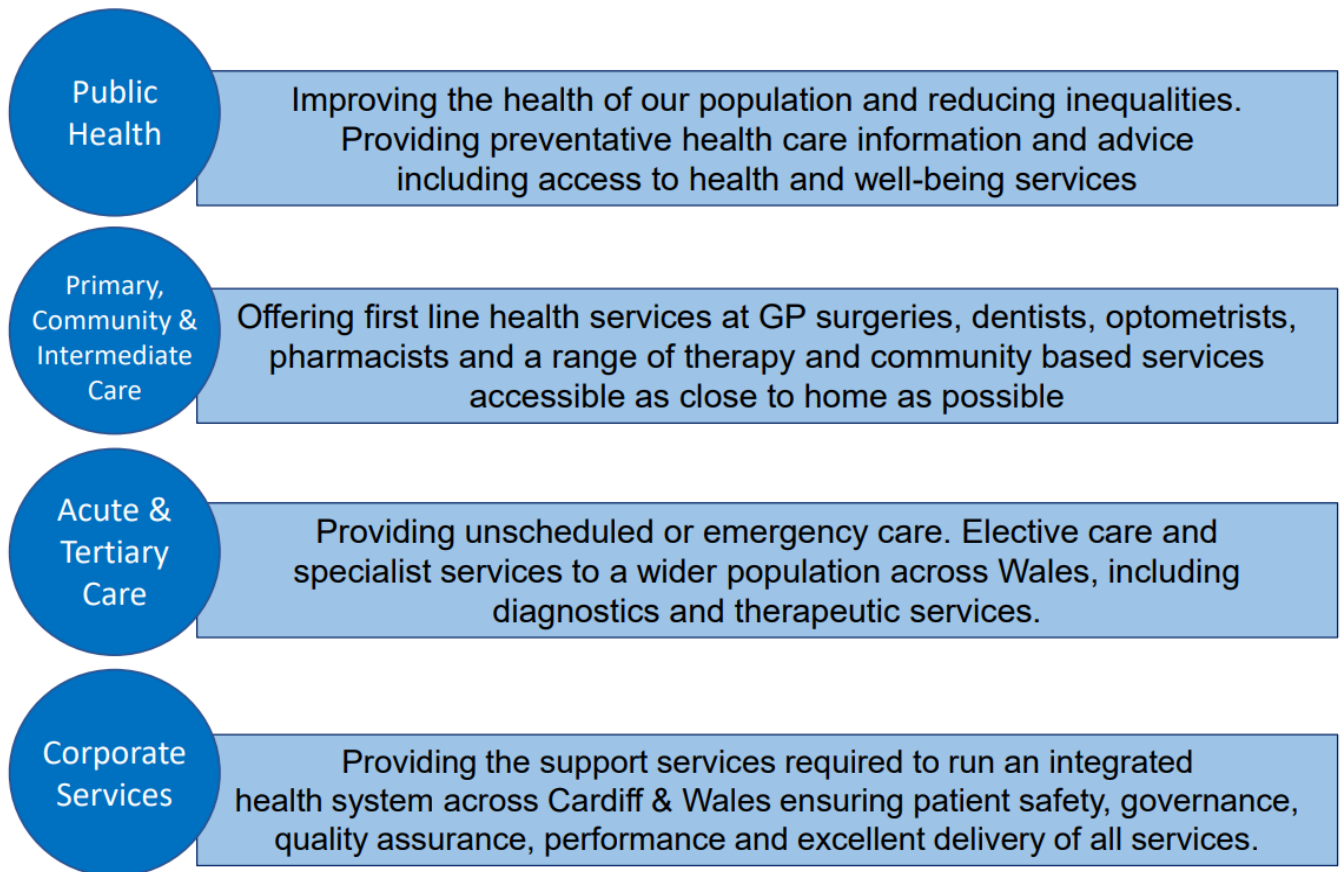 Public
Health
Improving the health of our population and reducing inequalities.
Providing preventative health care information and advice
including access to health and well-being services
Primary,
Community &
Intermediate
Care
Offering first line health services at GP surgeries, dentists, optometrists,
pharmacists and a range of therapy and community based services
accessible as close to home as possible
Acute &
Tertiary
Care
Providing unscheduled or emergency care. Elective care and
specialist services to a wider population across Wales, including
diagnostics and therapeutic services.
Corporate
Services
Providing the support services required to run an integrated
health system across Cardiff & Wales ensuring patient safety, governance,
quality assurance, performance and excellent delivery of all services.